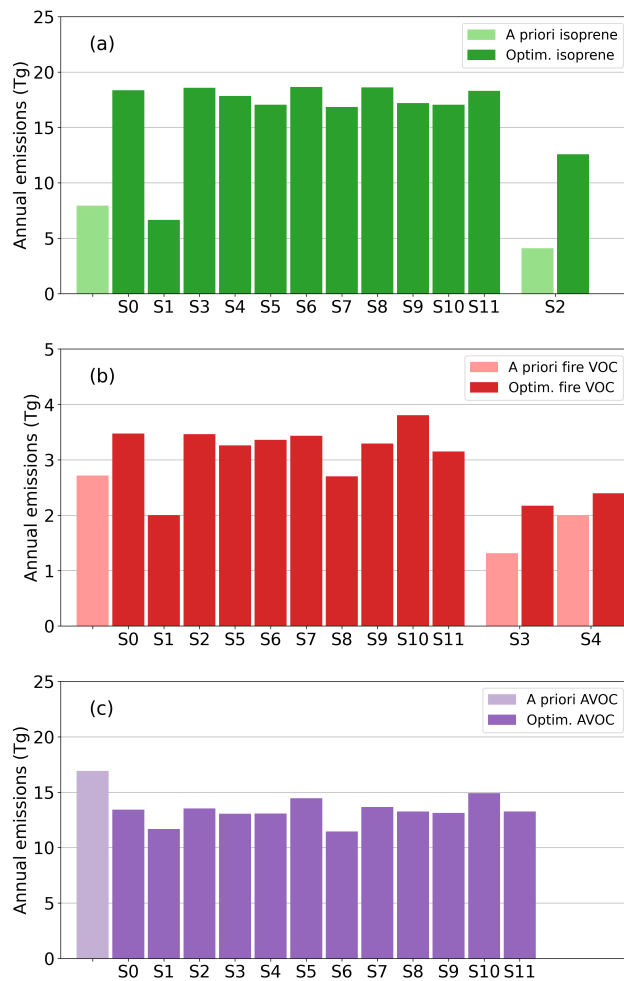 25
(a)
A priori isoprene
Optim. isoprene
20
15
10
5
0
Annual emissions (Tg)
S0 S1 S3 S4 S5 S6 S7 S8 S9 S10 S11 S2
5
(b)
A priori fire VOC
Optim. fire VOC
4
3
2
1
0
Annual emissions (Tg)
S0 S1 S2 S5 S6 S7 S8 S9 S10 S11 S3 S4
25
(c)
A priori AVOC
Optim. AVOC
20
15
10
5
0
Annual emissions (Tg)
S0 S1 S2 S3 S4 S5 S6 S7 S8 S9 S10 S11